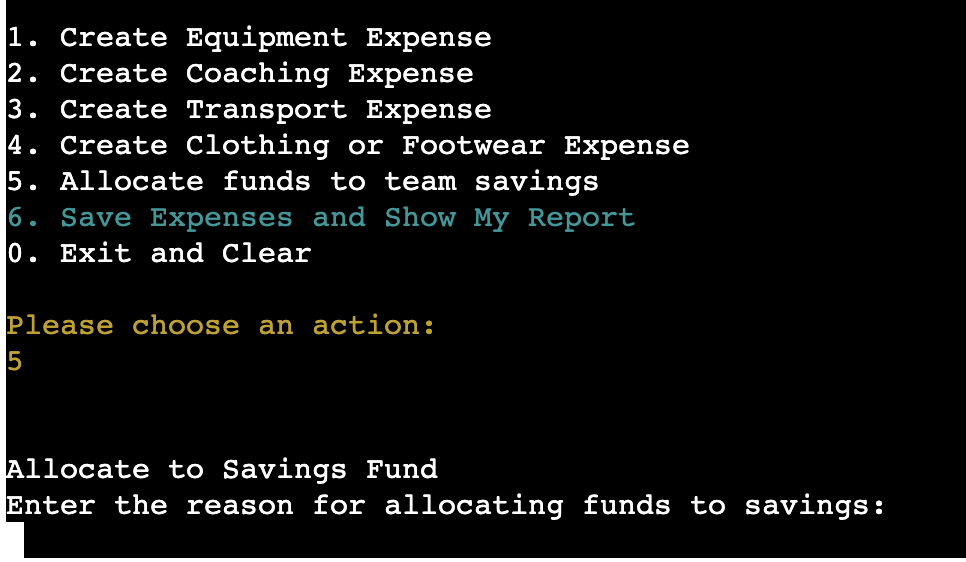 1. Create Equipment Expense
2. Create Coaching Expense
3. Create Transport Expense
4. Create Clothing or Footwear Expense
5. Allocate funds to team savings
6. Save Expenses and Show My Report
0. Exit and Clear
Please choose an action:
5
Allocate to Savings Fund
Enter the reason for allocating funds to savings: